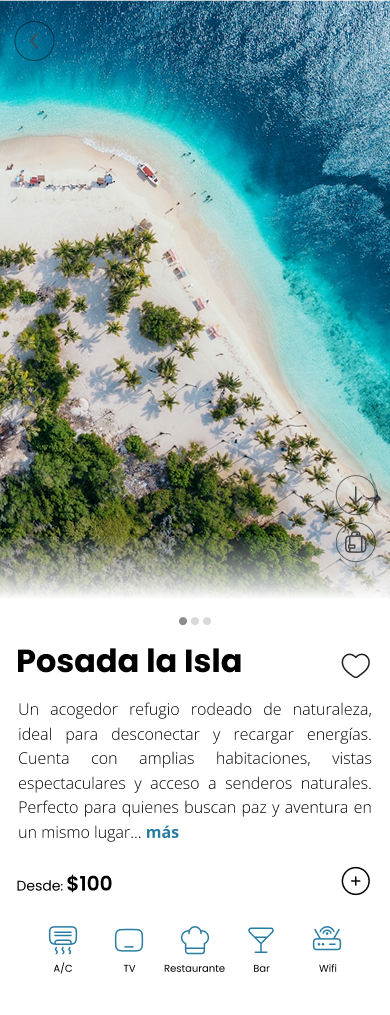 Posada la Isla
Un acogedor refugio rodeado de naturaleza,
ideal para desconectar y recargar energías.
Cuenta con amplias habitaciones, vistas
espectaculares y acceso a senderos naturales.
Perfecto para quienes buscan paz y aventura en
un mismo lugar... más
Desde: $100
A/C TV Restaurante Bar Wifi